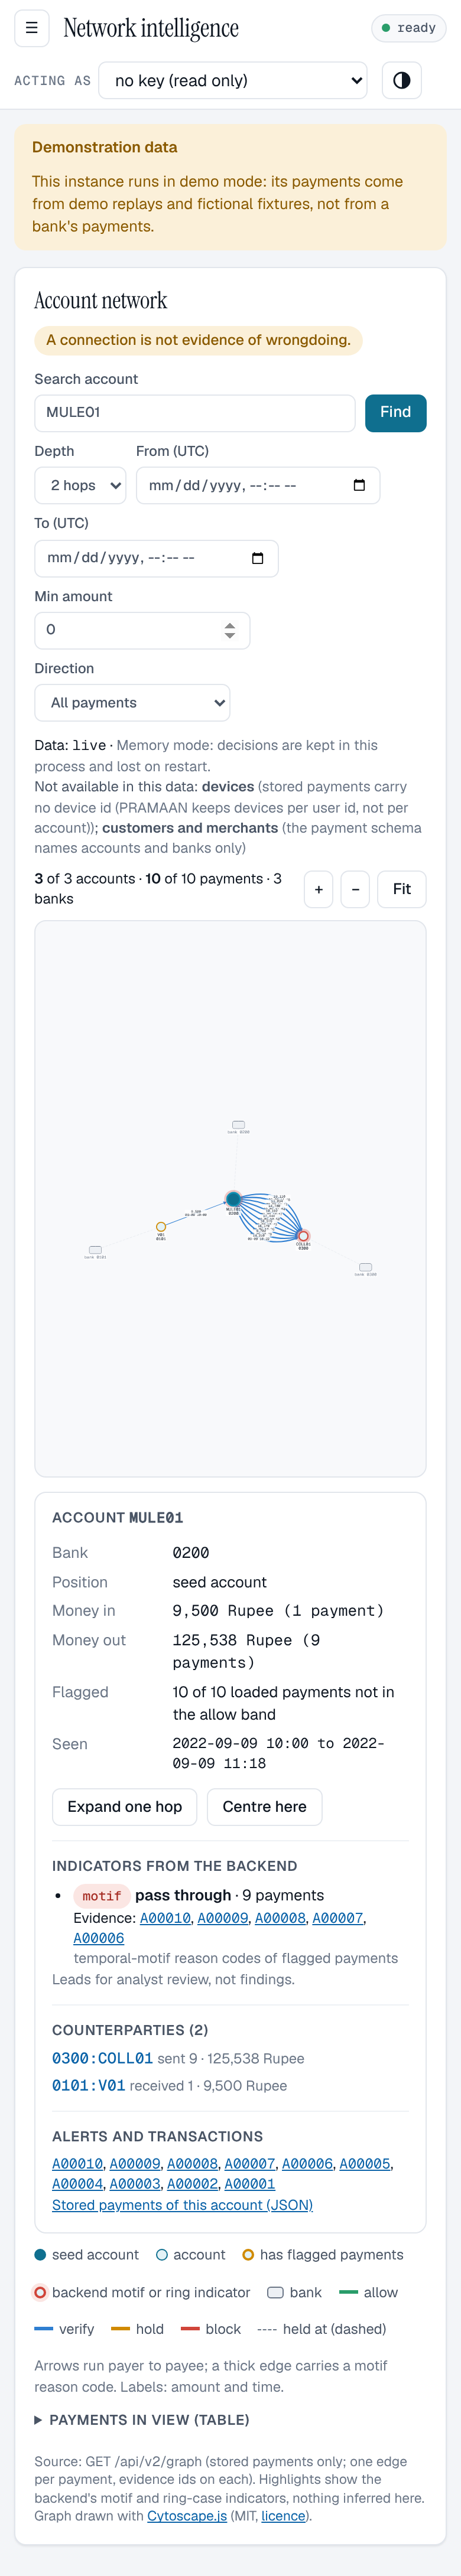 Network intelligence
ready
ACTING AS
no key (read only)
Demonstration data
This instance runs in demo mode: its payments come
from demo replays and fictional fixtures, not from a
bank's payments.
Account network
A connection is not evidence of wrongdoing.
Search account
MULE01
Find
Depth
From (UTC)
2 hops
mm/dd/yyyy, --:-- --
To (UTC)
mm/dd/yyyy, --:-- --
Min amount
0
Direction
All payments
Data: live · Memory mode: decisions are kept in this
process and lost on restart.
Not available in this data: devices (stored payments carry
no device id (PRAMAAN keeps devices per user id, not per
account)); customers and merchants (the payment schema
names accounts and banks only)
3 of 3 accounts · 10 of 10 payments · 3
banks
+
−
Fit
bank 0200
V01
0101
COLL01
0300
bank 0101
bank 0300
ACCOUNT MULE01
Bank 0200
Position seed account
Money in 9,500 Rupee (1 payment)
Money out 125,538 Rupee (9
payments)
Flagged 10 of 10 loaded payments not in
the allow band
Seen 2022-09-09 10:00 to 2022-
09-09 11:18
Expand one hop
Centre here
INDICATORS FROM THE BACKEND
• motif pass through · 9 payments
Evidence: A00010, A00009, A00008, A00007,
A00006
temporal-motif reason codes of flagged payments
Leads for analyst review, not findings.
COUNTERPARTIES (2)
0300:COLL01 sent 9 · 125,538 Rupee
0101:V01 received 1 · 9,500 Rupee
ALERTS AND TRANSACTIONS
A00010, A00009, A00008, A00007, A00006, A00005,
A00004, A00003, A00002, A00001
Stored payments of this account (JSON)
seed account
account
has flagged payments
backend motif or ring indicator
bank
allow
verify
hold
block
held at (dashed)
Arrows run payer to payee; a thick edge carries a motif
reason code. Labels: amount and time.
PAYMENTS IN VIEW (TABLE)
Source: GET /api/v2/graph (stored payments only; one edge
per payment, evidence ids on each). Highlights show the
backend's motif and ring-case indicators, nothing inferred here.
Graph drawn with Cytoscape.js (MIT, licence).